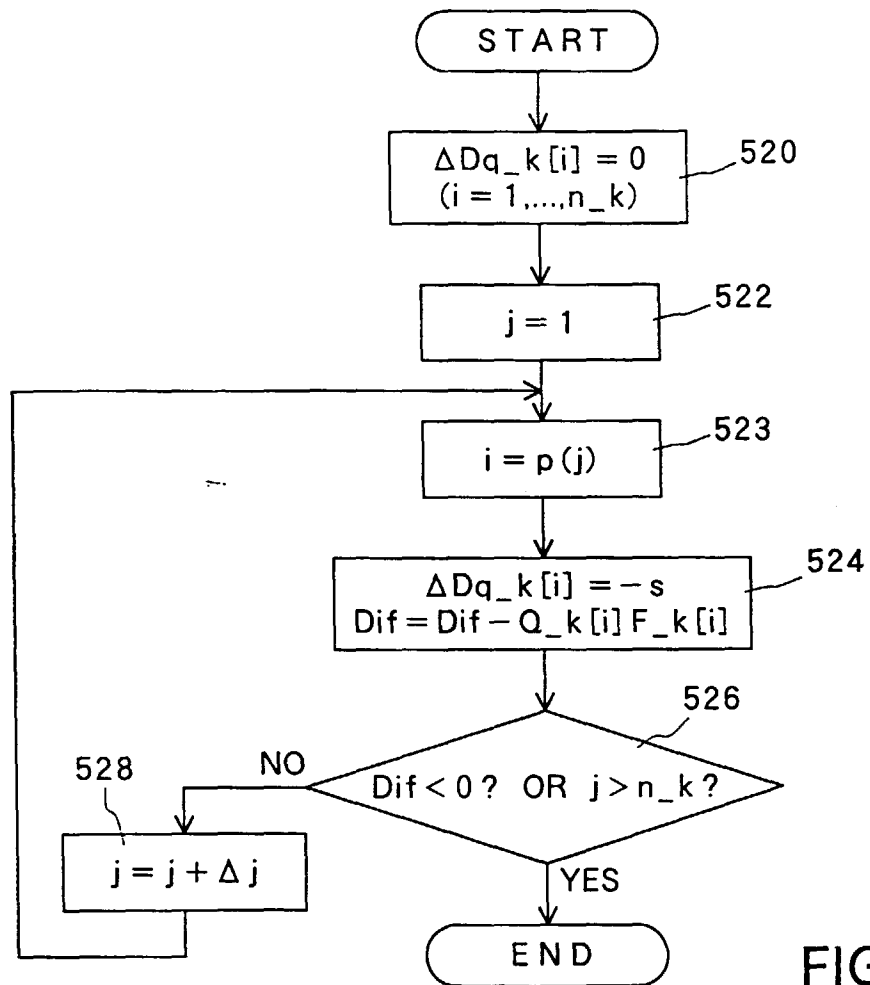 START
ΔDq_k[i]=0
(i=1,...,n_k)
520
j=1
522
i=p(j)
523
ΔDq_k[i]=-s
Dif=Dif-Q_k[i]F_k[i]
524
526
Dif<0? OR j>n_k?
NO
528
j=j+Δj
YES
END
FIG